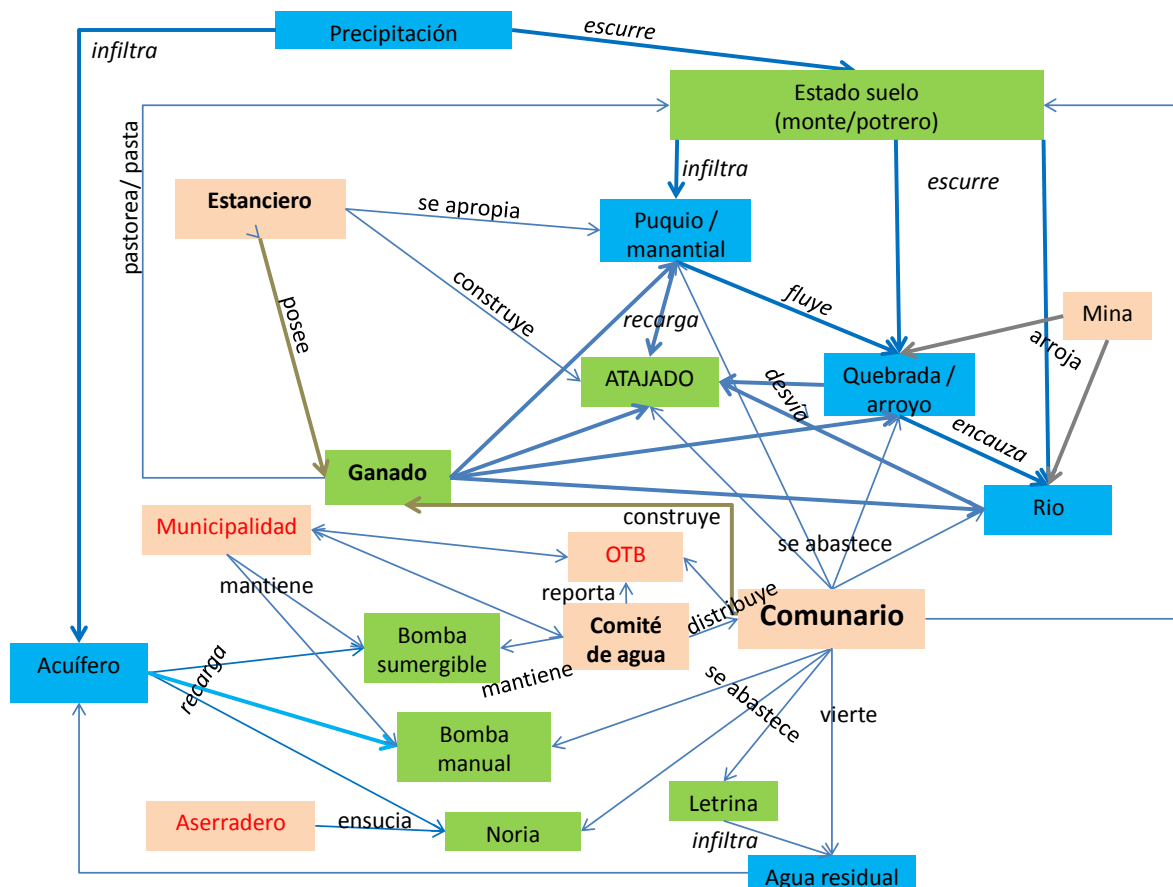 Precipitación
escurre
infiltra
Estado suelo
(monte/potrero)
pastorea/ pasta
infiltra
escurre
Estanciero
se apropia
Puquio /
manantial
construye
fluye
posee
recarga
Mina
arroja
ATAJADO
desvía
Quebrada /
arroyo
encauza
Ganado
Rio
construye
Municipalidad
se abastece
OTB
mantiene
reporta
distribuye
Comunario
Comité
de agua
Bomba
sumergible
mantiene
Acuífero
recarga
se abastece
vierte
Bomba
manual
Letrina
Aserradero
ensucia
Noria
infiltra
Agua residual